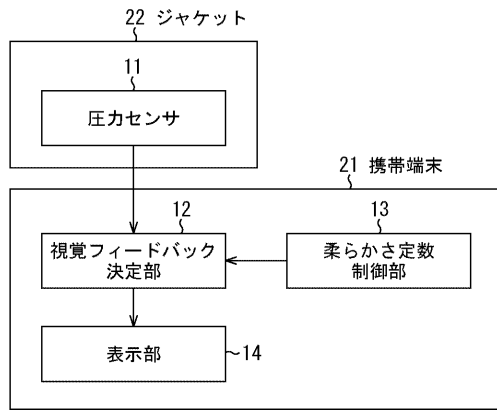 22 ジャケット
11
圧力センサ
21 携帯端末
12
視覚フィードバック
決定部
13
柔らかさ定数
制御部
表示部
14